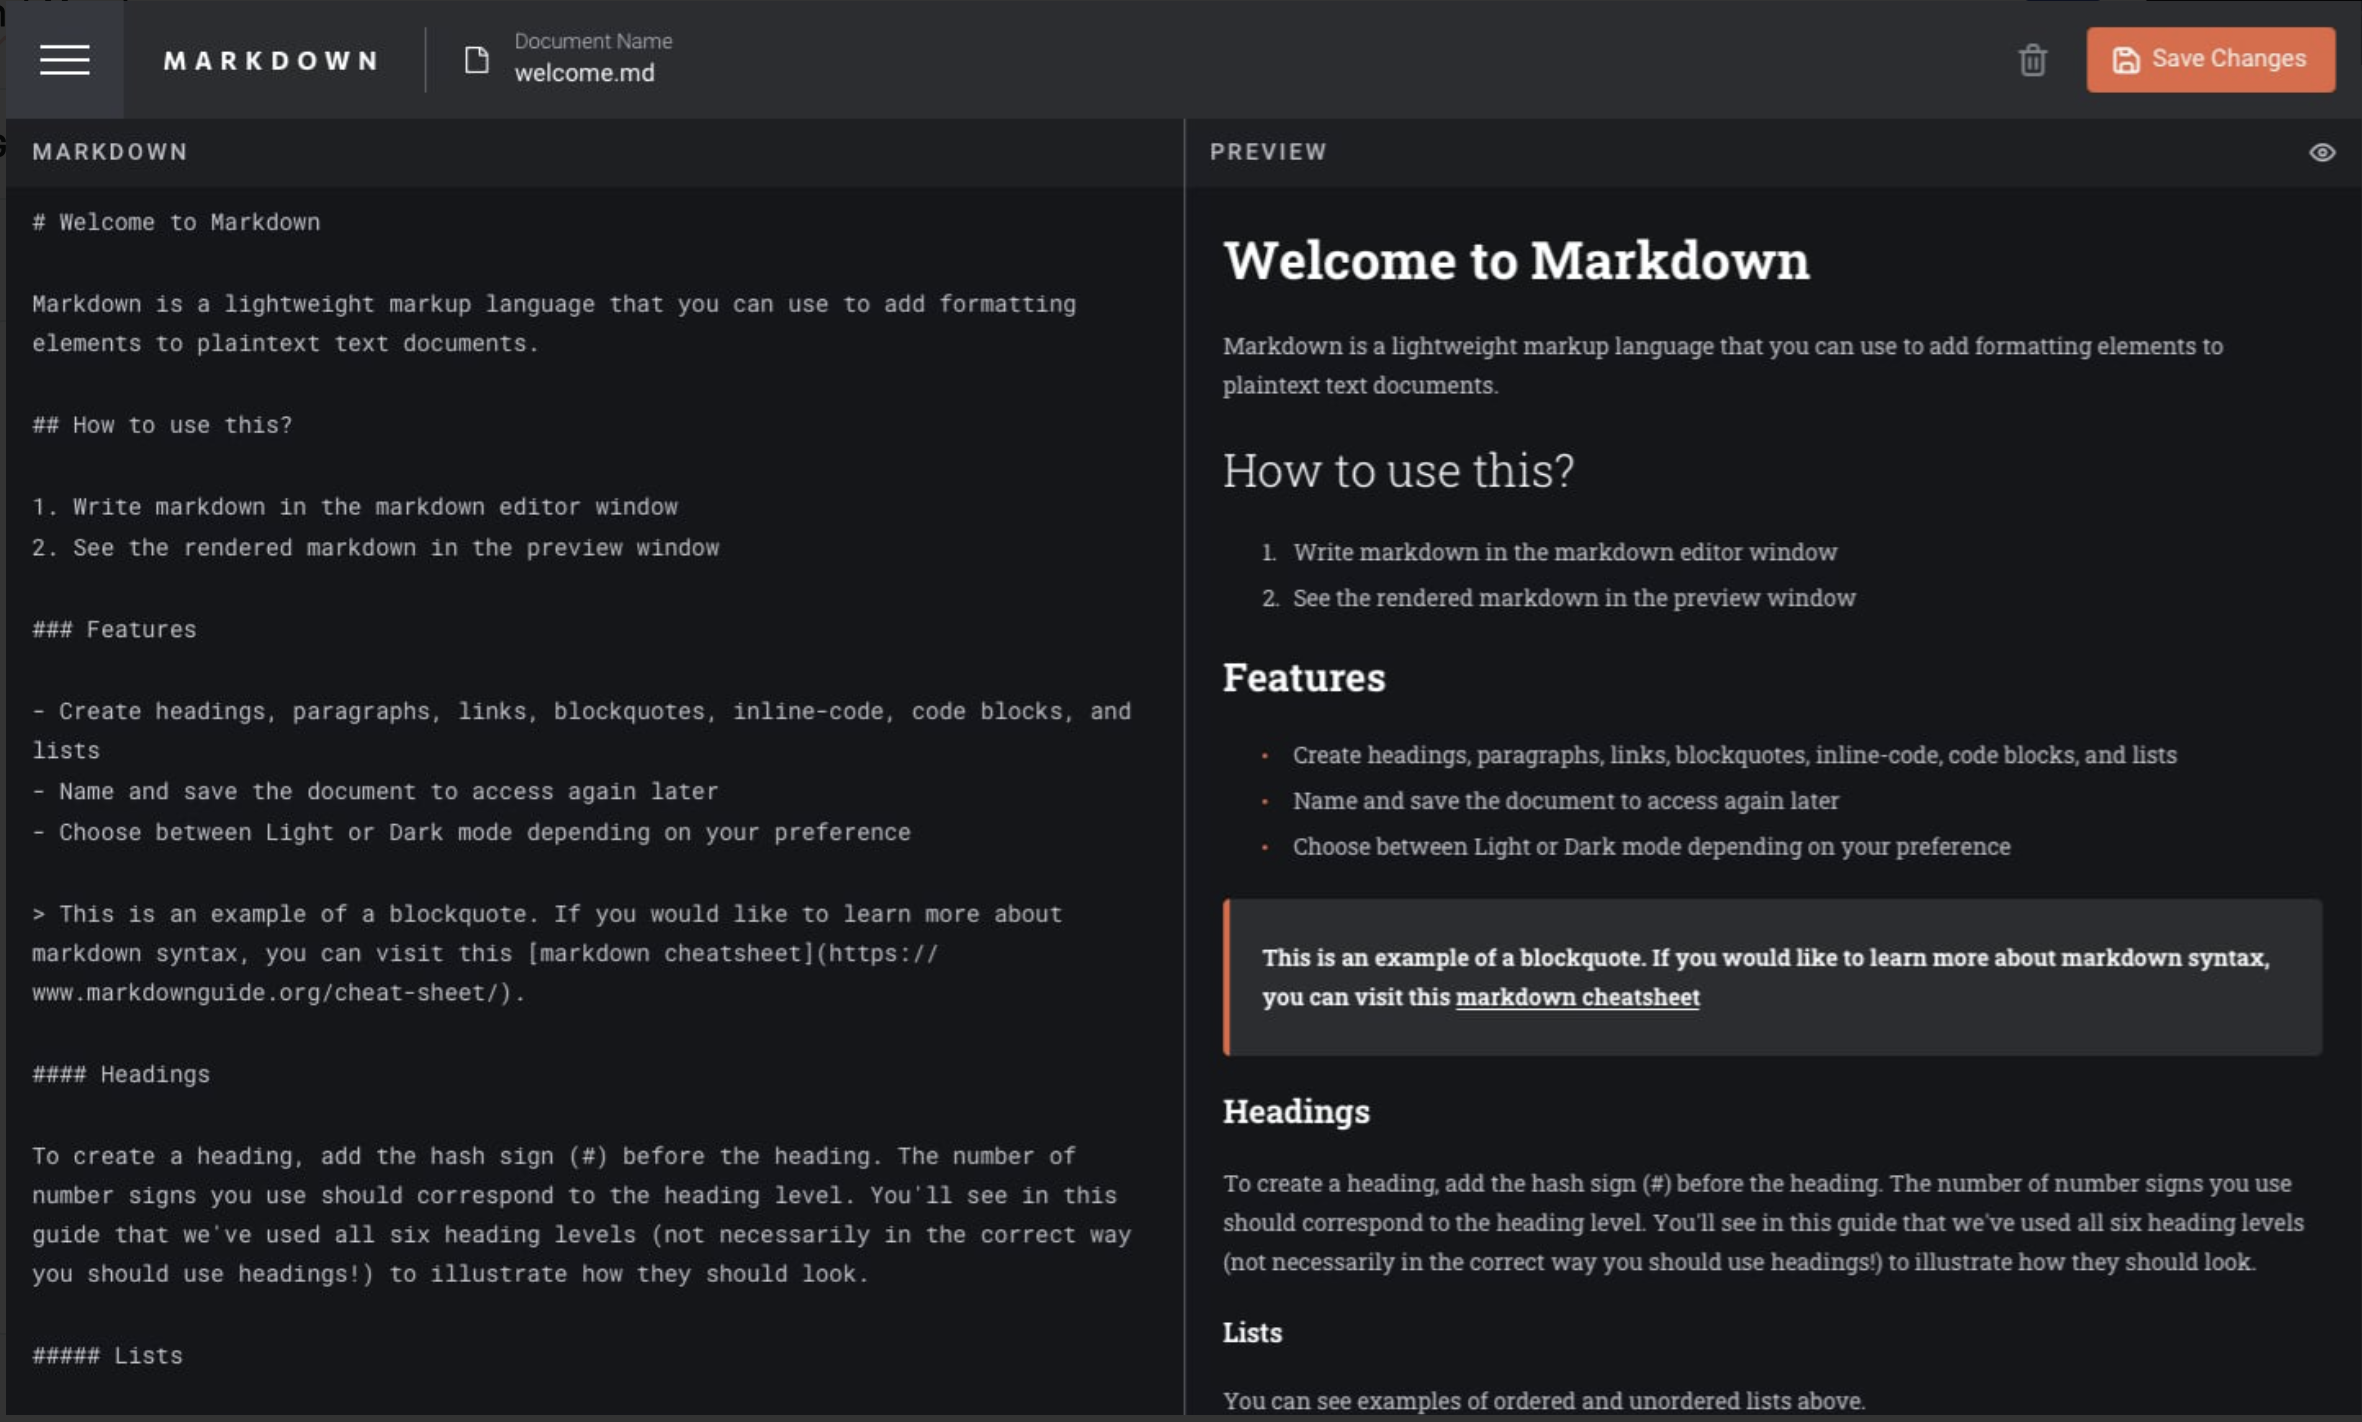 MARKDOWN
Document Name
welcome.md
Save Changes
MARKDOWN
# Welcome to Markdown
Markdown is a lightweight markup language that you can use to add formatting
elements to plaintext text documents.
## How to use this?
1. Write markdown in the markdown editor window
2. See the rendered markdown in the preview window
### Features
- Create headings, paragraphs, links, blockquotes, inline-code, code blocks, and
lists
- Name and save the document to access again later
- Choose between Light or Dark mode depending on your preference
> This is an example of a blockquote. If you would like to learn more about
markdown syntax, you can visit this [markdown cheatsheet](https://
www.markdownguide.org/cheat-sheet/).
#### Headings
To create a heading, add the hash sign (#) before the heading. The number of
number signs you use should correspond to the heading level. You'll see in this
guide that we've used all six heading levels (not necessarily in the correct way
you should use headings!) to illustrate how they should look.
##### Lists
PREVIEW
Welcome to Markdown
Markdown is a lightweight markup language that you can use to add formatting elements to
plaintext text documents.
How to use this?
1. Write markdown in the markdown editor window
2. See the rendered markdown in the preview window
Features
• Create headings, paragraphs, links, blockquotes, inline-code, code blocks, and lists
• Name and save the document to access again later
• Choose between Light or Dark mode depending on your preference
This is an example of a blockquote. If you would like to learn more about markdown syntax,
you can visit this markdown cheatsheet
Headings
To create a heading, add the hash sign (#) before the heading. The number of number signs you use
should correspond to the heading level. You'll see in this guide that we've used all six heading levels
(not necessarily in the correct way you should use headings!) to illustrate how they should look.
Lists
You can see examples of ordered and unordered lists above.